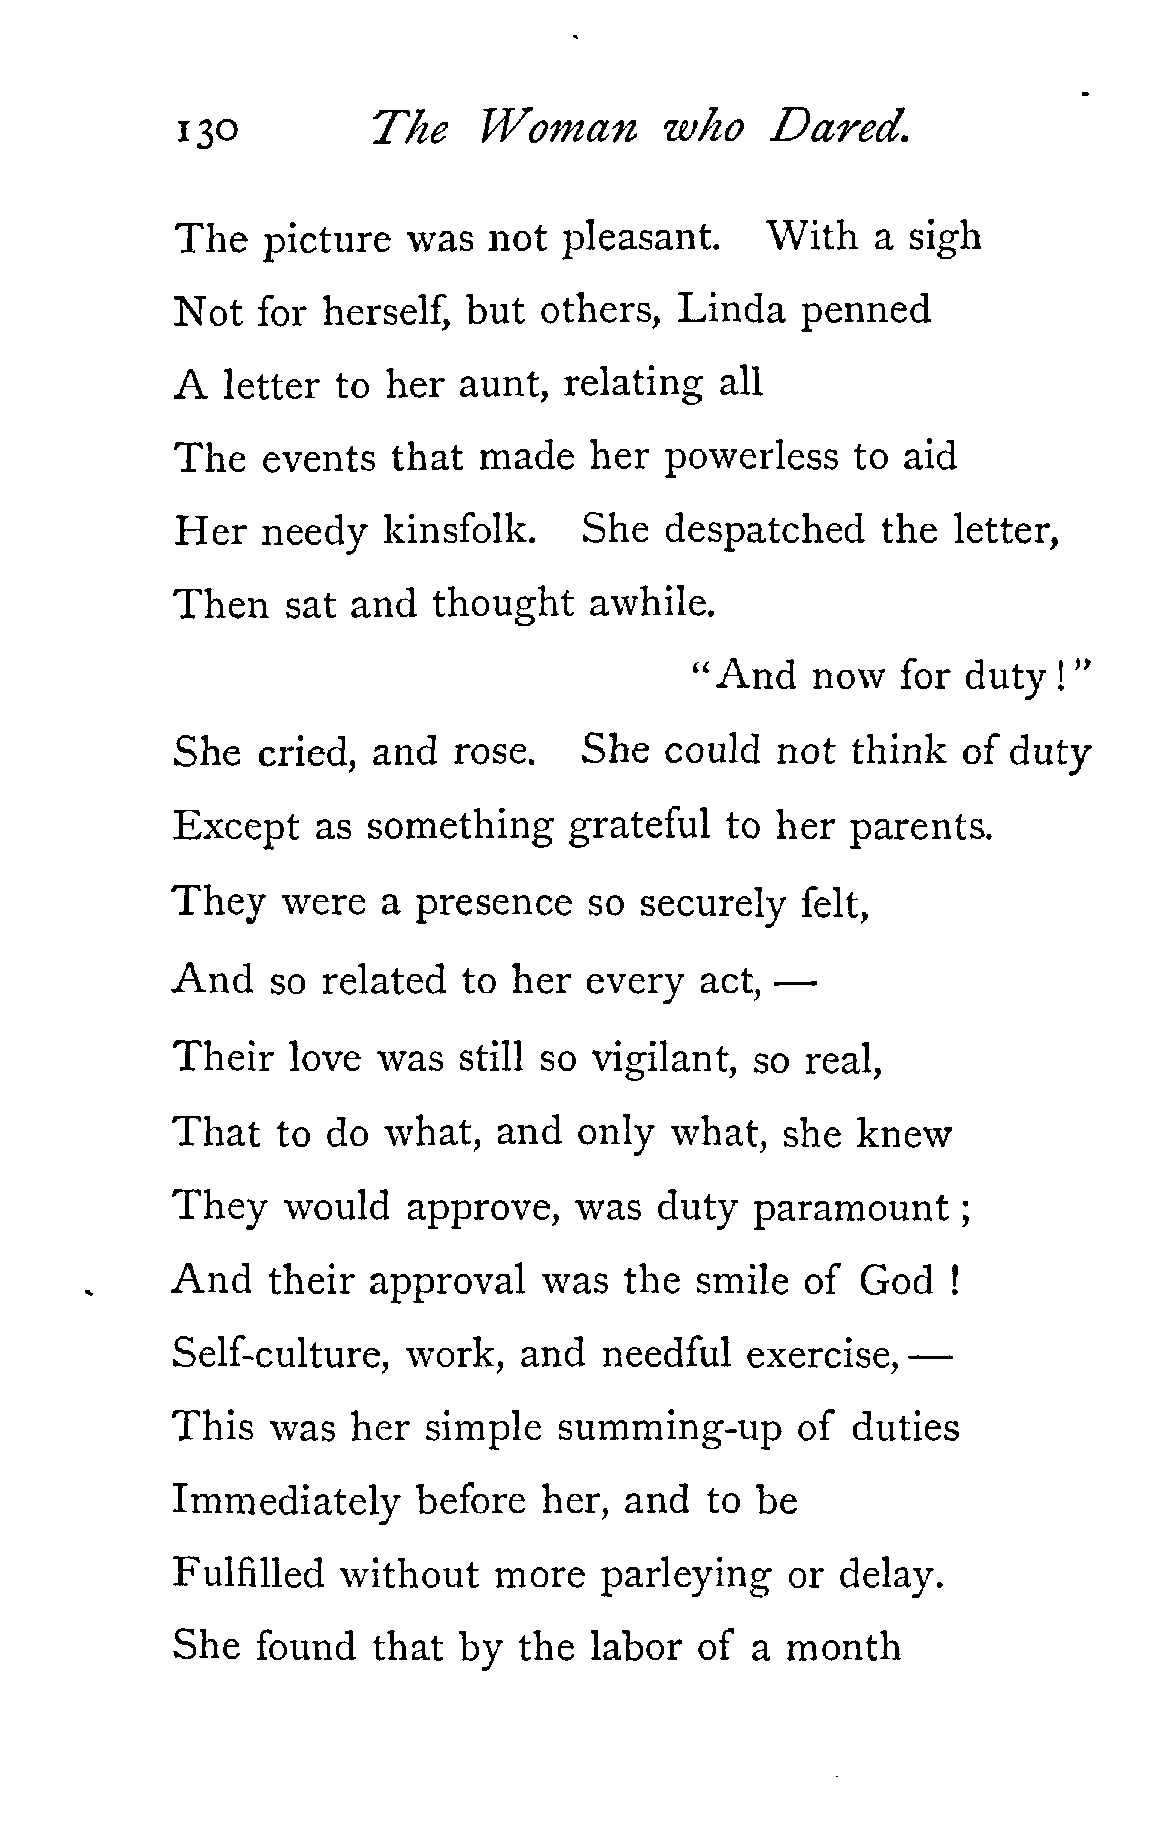 130 The Woman who Dared.
The picture was not pleasant. With a sigh
Not for herself, but others, Linda penned
A letter to her aunt, relating all
The events that made her powerless to aid
Her needy kinsfolk. She despatched the letter,
Then sat and thought awhile.
"And now for duty!"
She cried, and rose. She could not think of duty
Except as something grateful to her parents.
They were a presence so securely felt,
And so related to her every act, —
Their love was still so vigilant, so real,
That to do what, and only what, she knew
They would approve, was duty paramount;
And their approval was the smile of God!
Self-culture, work, and needful exercise, —
This was her simple summing-up of duties
Immediately before her, and to be
Fulfilled without more parleying or delay.
She found that by the labor of a month